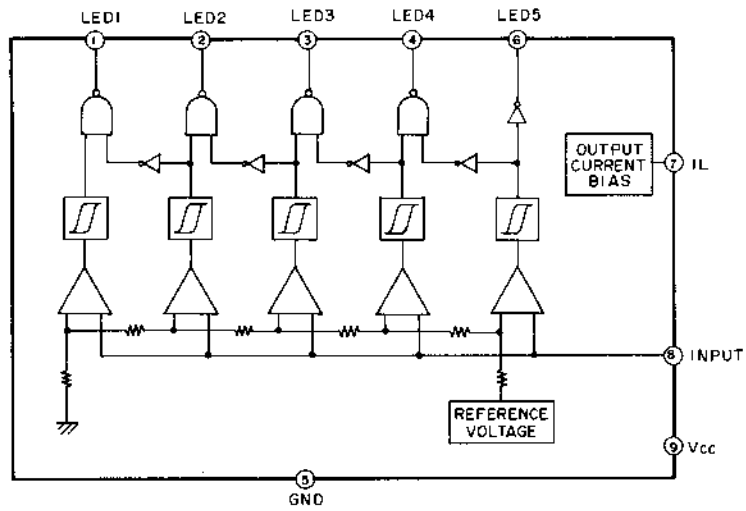 LED1 LED2 LED3 LED4 LED5
1 2 3 4 6
OUTPUT
CURRENT
BIAS
7 IL
8 INPUT
REFERENCE
VOLTAGE
9 Vcc
5
GND